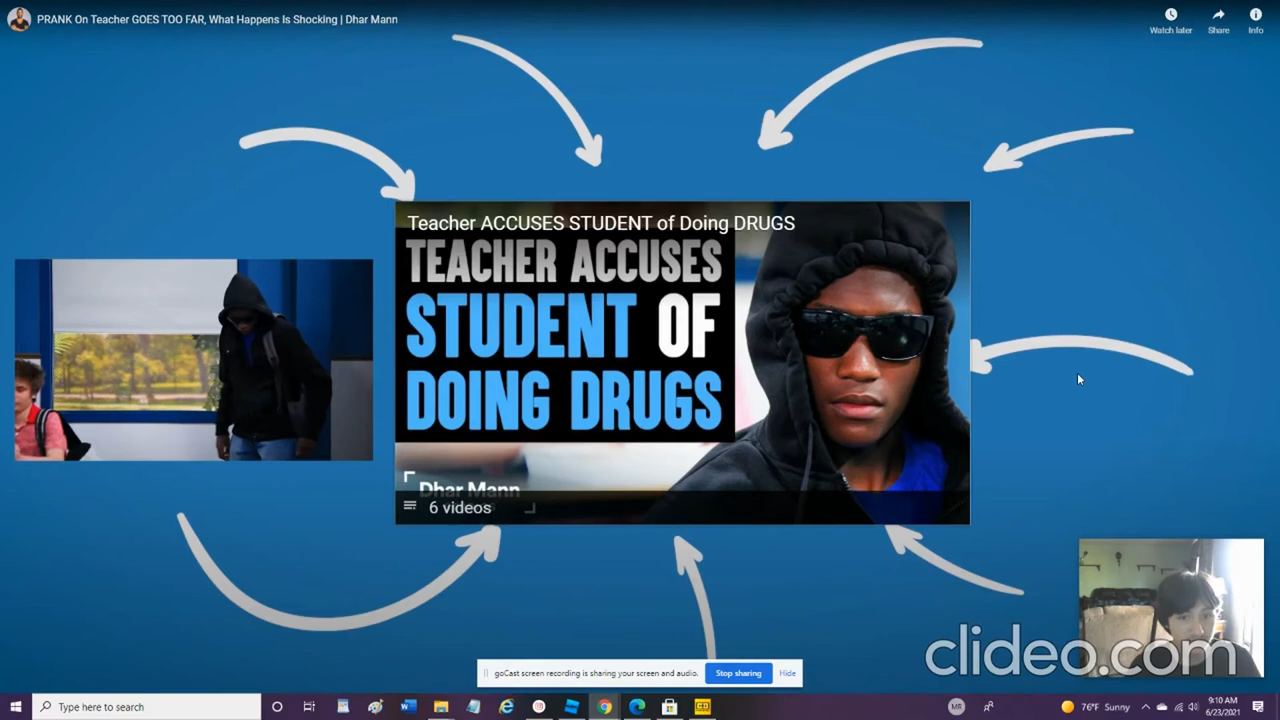 PRANK On Teacher GOES TOO FAR, What Happens Is Shocking | Dhar Mann
Watch later
Share
Info
Teacher ACCUSES STUDENT of Doing DRUGS
TEACHER ACCUSES
STUDENT OF
DOING DRUGS
Dhar Mann
6 videos
clideo.com
goCast screen recording is sharing your screen and audio.
Stop sharing
Hide
Type here to search
MR
76°F Sunny
9:10 AM
6/23/2021